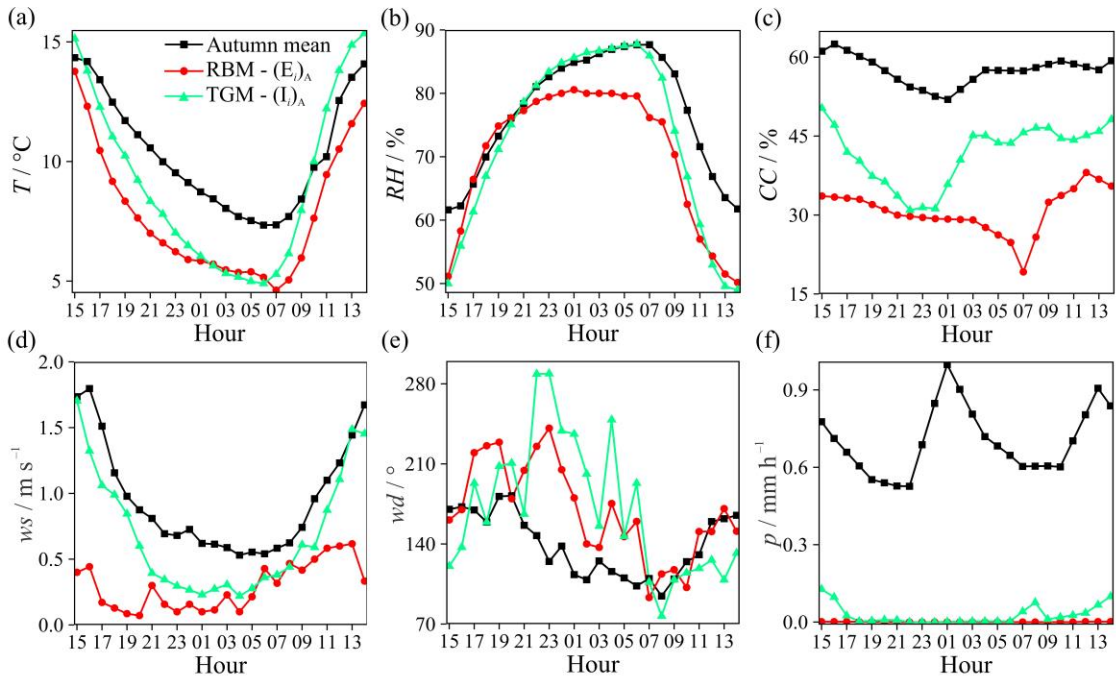 (a)
(b)
(c)
15
10
5
T / °C
Autumn mean
RBM - (Eᵢ)A
TGM - (Iᵢ)A
15 17 19 21 23 01 03 05 07 09 11 13
Hour
90
80
70
60
50
RH / %
15 17 19 21 23 01 03 05 07 09 11 13
Hour
60
45
30
15
CC / %
15 17 19 21 23 01 03 05 07 09 11 13
Hour
(d)
(e)
(f)
2.0
1.5
1.0
0.5
0.0
ws / m s⁻¹
15 17 19 21 23 01 03 05 07 09 11 13
Hour
280
210
140
70
wd / °
15 17 19 21 23 01 03 05 07 09 11 13
Hour
0.9
0.6
0.3
0.0
p / mm h⁻¹
15 17 19 21 23 01 03 05 07 09 11 13
Hour